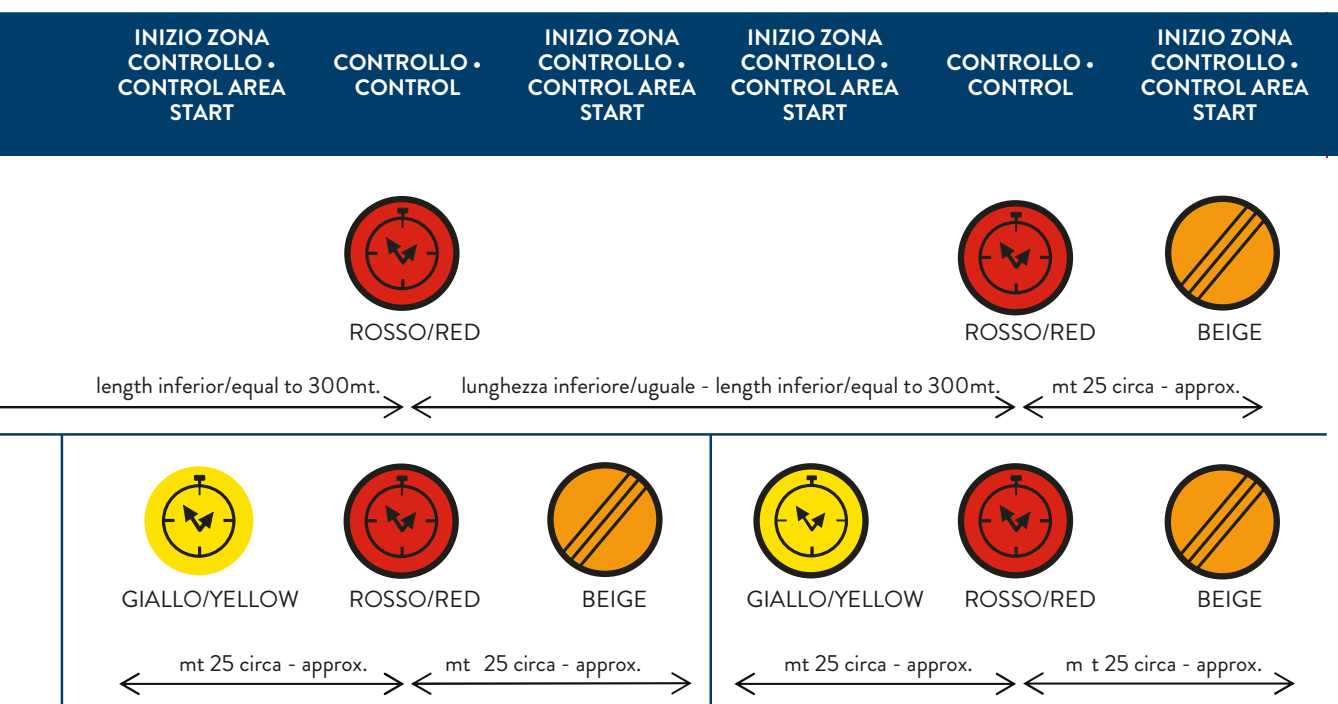 INIZIO ZONA
CONTROLLO •
CONTROL AREA
START
CONTROLLO •
CONTROL
INIZIO ZONA
CONTROLLO •
CONTROL AREA
START
INIZIO ZONA
CONTROLLO •
CONTROL AREA
START
CONTROLLO •
CONTROL
INIZIO ZONA
CONTROLLO •
CONTROL AREA
START
ROSSO/RED
ROSSO/RED
BEIGE
length inferior/equal to 300mt.
lunghezza inferiore/uguale - length inferior/equal to 300mt.
mt 25 circa - approx.
GIALLO/YELLOW
ROSSO/RED
BEIGE
GIALLO/YELLOW
ROSSO/RED
BEIGE
mt 25 circa - approx.
mt 25 circa - approx.
mt 25 circa - approx.
m t 25 circa - approx.